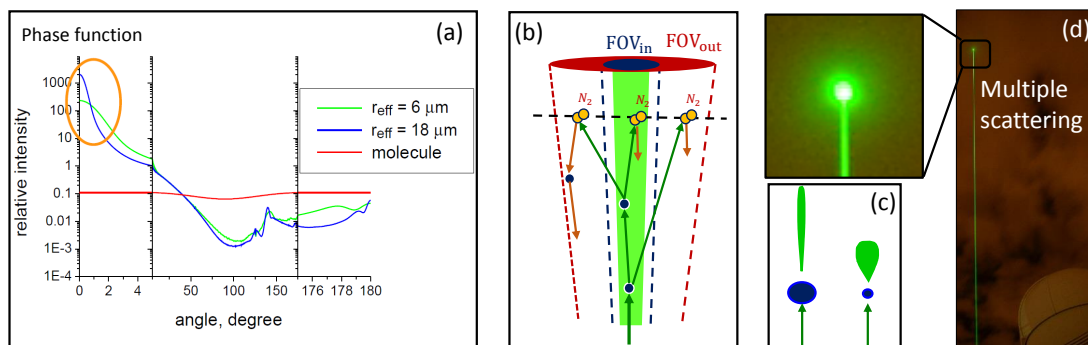 (a)
Phase function
relative intensity
1000
100
10
1
0.1
0.01
1E-3
1E-4
0 2 4 50 100 150 176 178 180
angle, degree
r_eff = 6 μm
r_eff = 18 μm
molecule
(b)
FOV_in FOV_out
N_2 N_2 N_2
(c)
(d)
Multiple
scattering